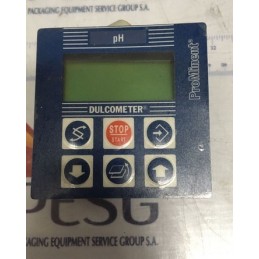 PACKAGING EQUIPMENT SERVICE GROUP S.A.
pH
ProMinent®
DULCOMETER®
STOP
START
PESG
PACKAGING EQUIPMENT SERVICE GROUP S.A.